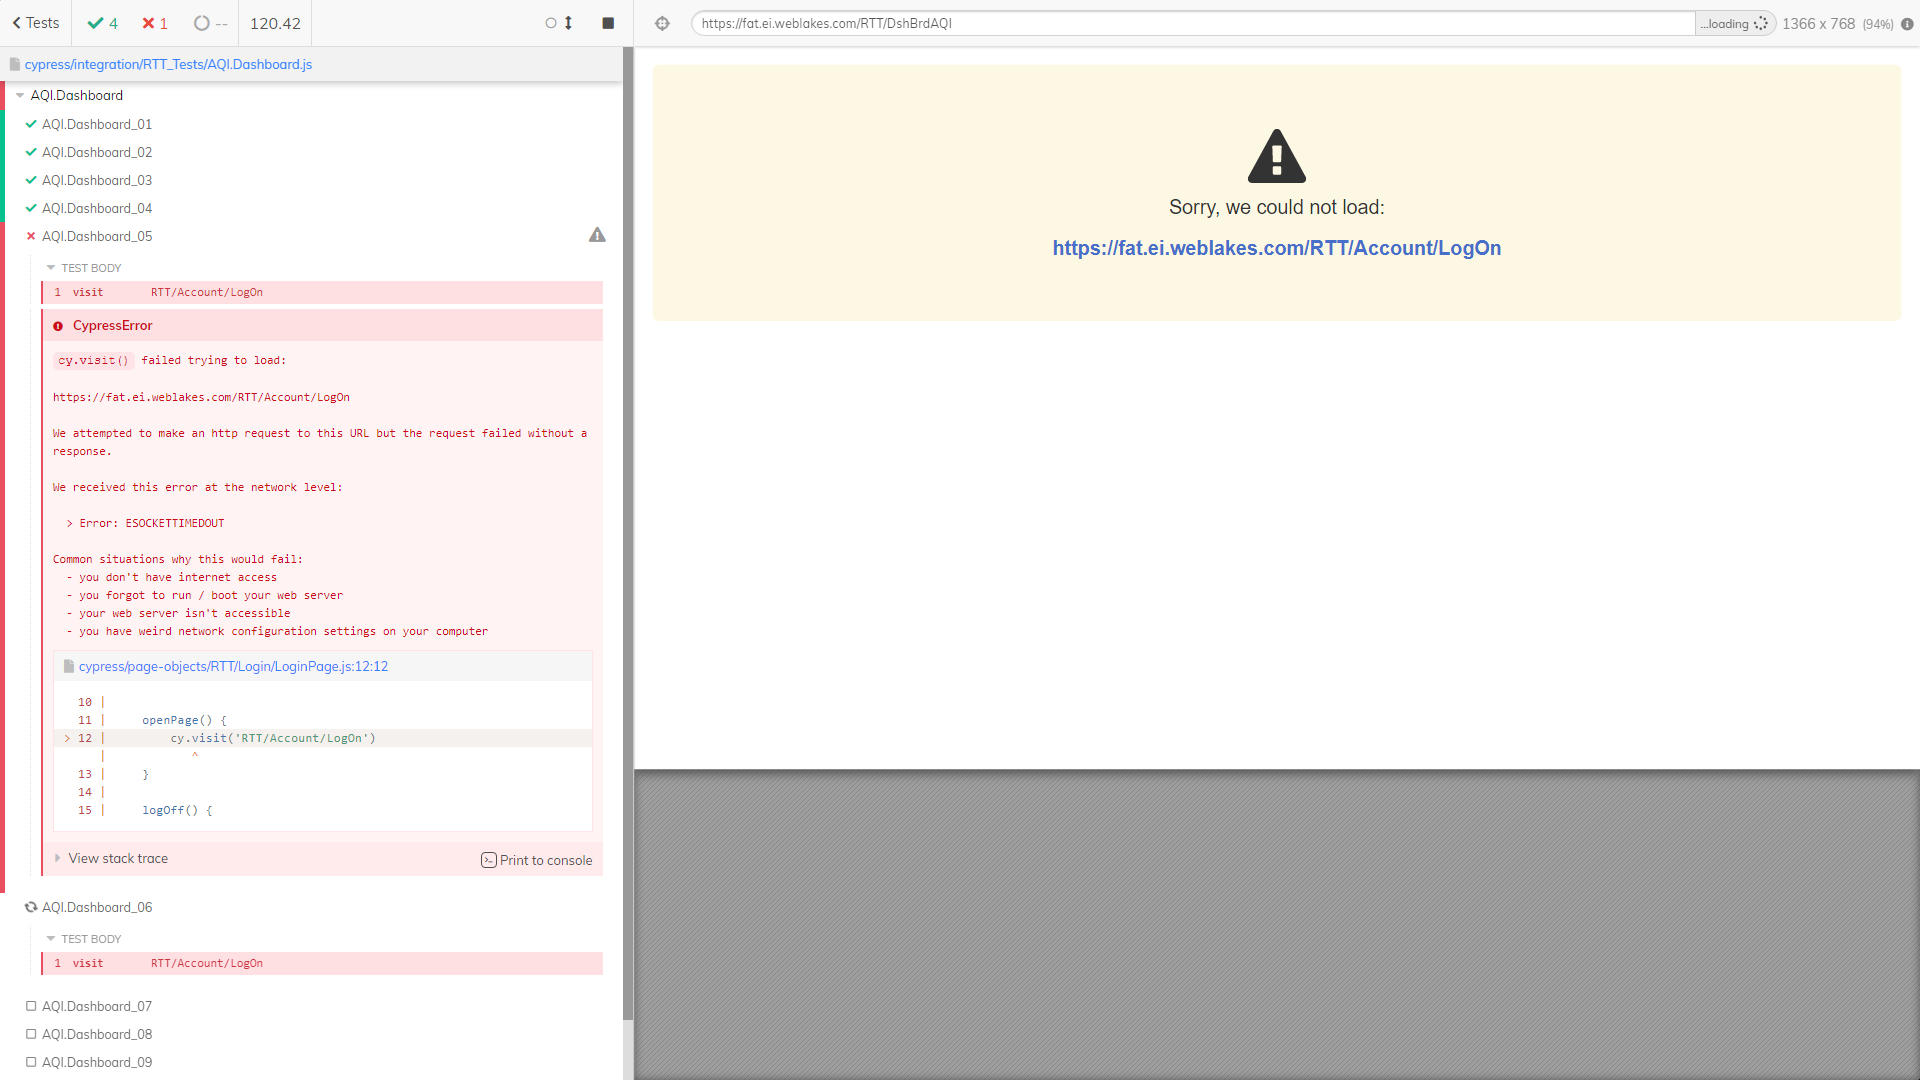 Tests
4
1
--
120.42
https://fat.ei.weblakes.com/RTT/DshBrdAQI
...loading
1366 x 768 (94%)
cypress/integration/RTT_Tests/AQI.Dashboard.js
AQI.Dashboard
AQI.Dashboard_01
AQI.Dashboard_02
AQI.Dashboard_03
AQI.Dashboard_04
AQI.Dashboard_05
TEST BODY
1 visit RTT/Account/LogOn
CypressError
cy.visit() failed trying to load:
https://fat.ei.weblakes.com/RTT/Account/LogOn
We attempted to make an http request to this URL but the request failed without a
response.
We received this error at the network level:
> Error: ESOCKETTIMEDOUT
Common situations why this would fail:
- you don't have internet access
- you forgot to run / boot your web server
- your web server isn't accessible
- you have weird network configuration settings on your computer
cypress/page-objects/RTT/Login/LoginPage.js:12:12
10 |
11 | openPage() {
> 12 | cy.visit('RTT/Account/LogOn')
| ^
13 | }
14 |
15 | logOff() {
View stack trace
Print to console
AQI.Dashboard_06
TEST BODY
1 visit RTT/Account/LogOn
AQI.Dashboard_07
AQI.Dashboard_08
AQI.Dashboard_09
Sorry, we could not load:
https://fat.ei.weblakes.com/RTT/Account/LogOn